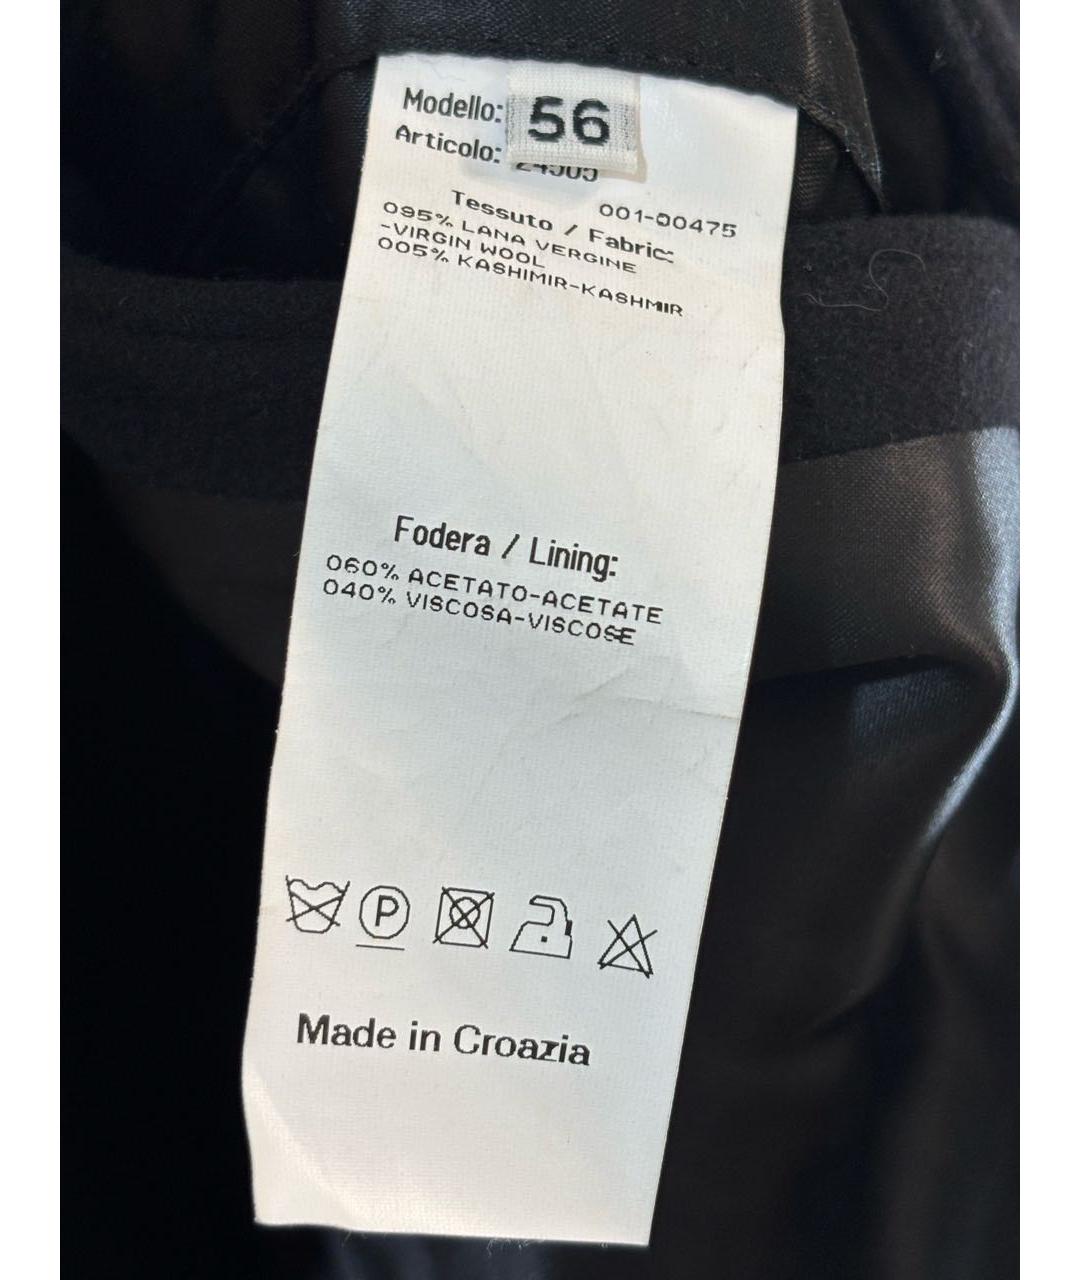 Modello:
56
Articolo:
001-00475
Tessuto / Fabric:
095% LANA VERGINE
-VIRGIN WOOL
005% KASHIMIR-KASHMIR
Fodera / Lining:
060% ACETATO-ACETATE
040% VISCOSA-VISCOSE
P
Made in Croazia